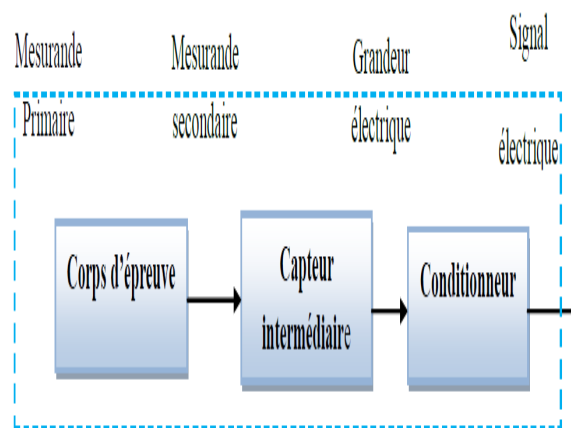 Mesurande
Primaire
Mesurande
secondaire
Grandeur
électrique
Signal
électrique
Corps d'épreuve
Capteur
intermédiaire
Conditionneur